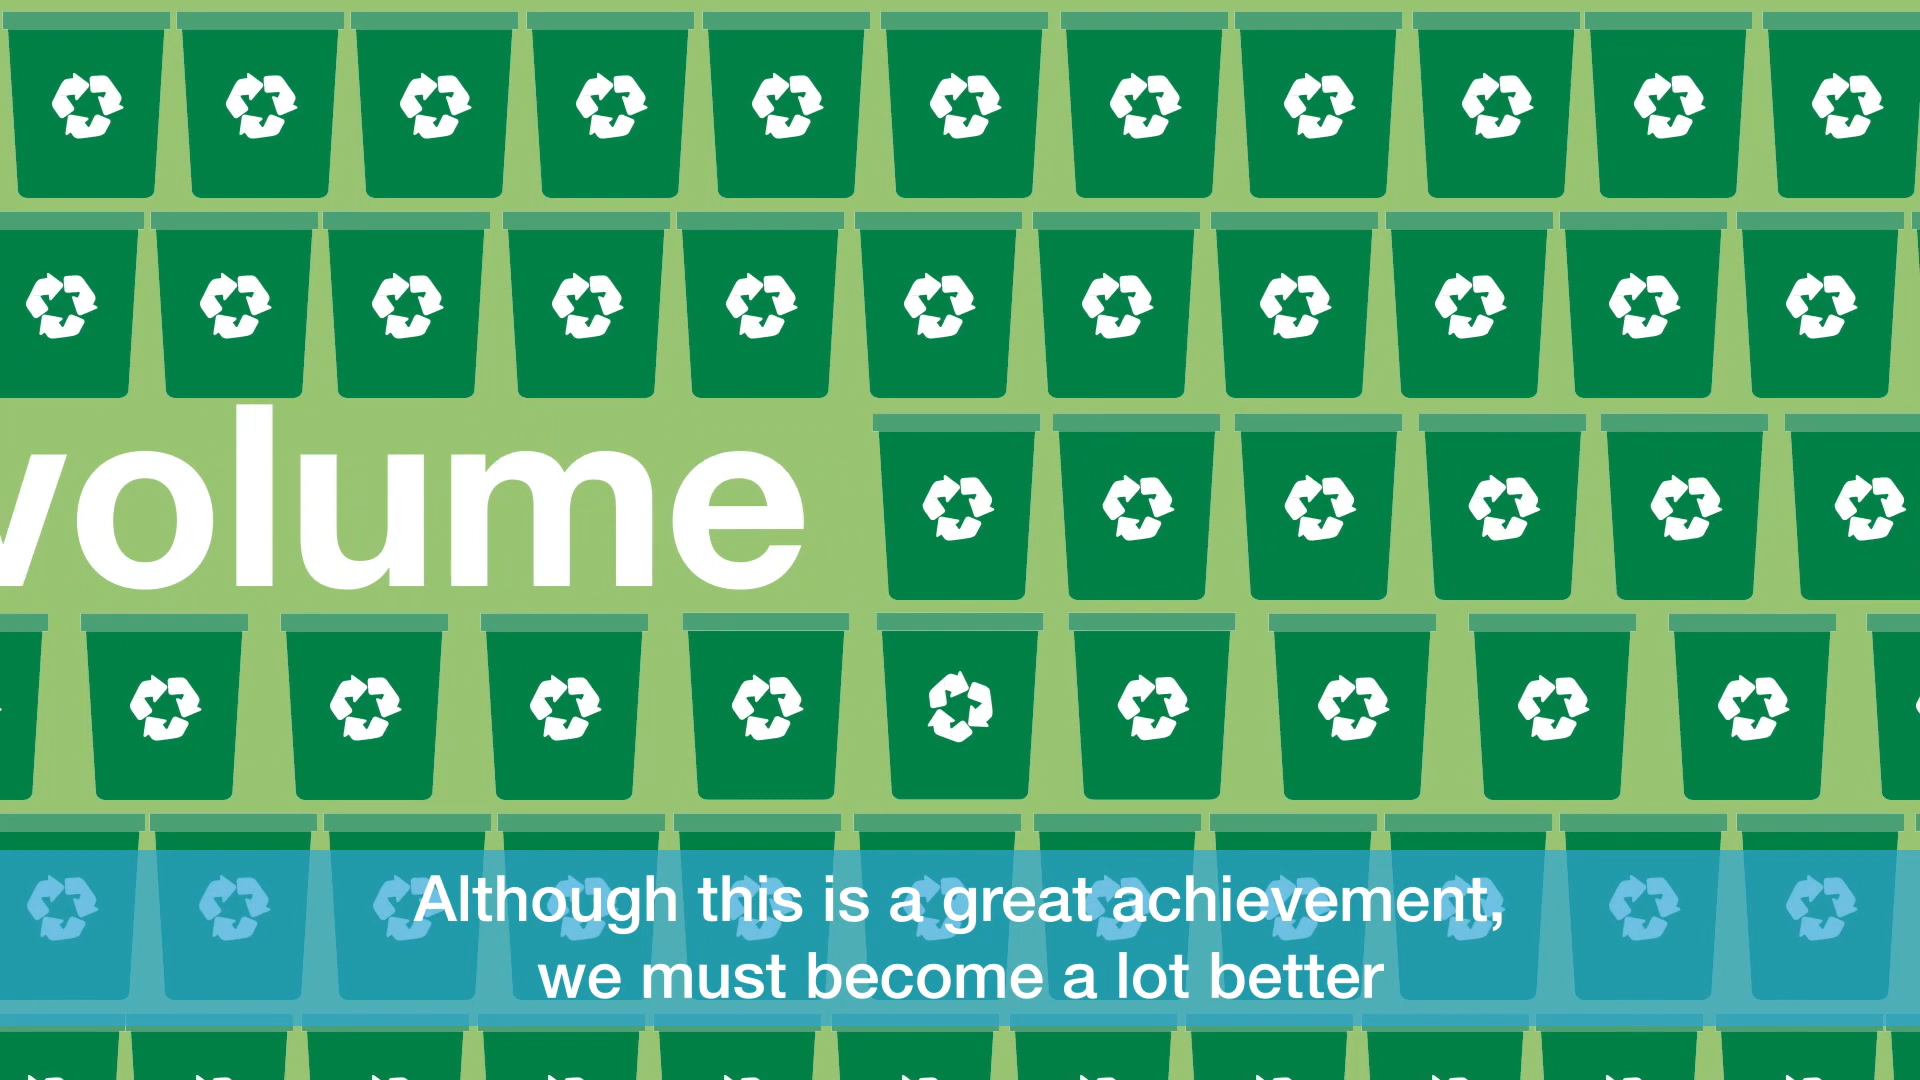 volume
Although this is a great achievement,
we must become a lot better